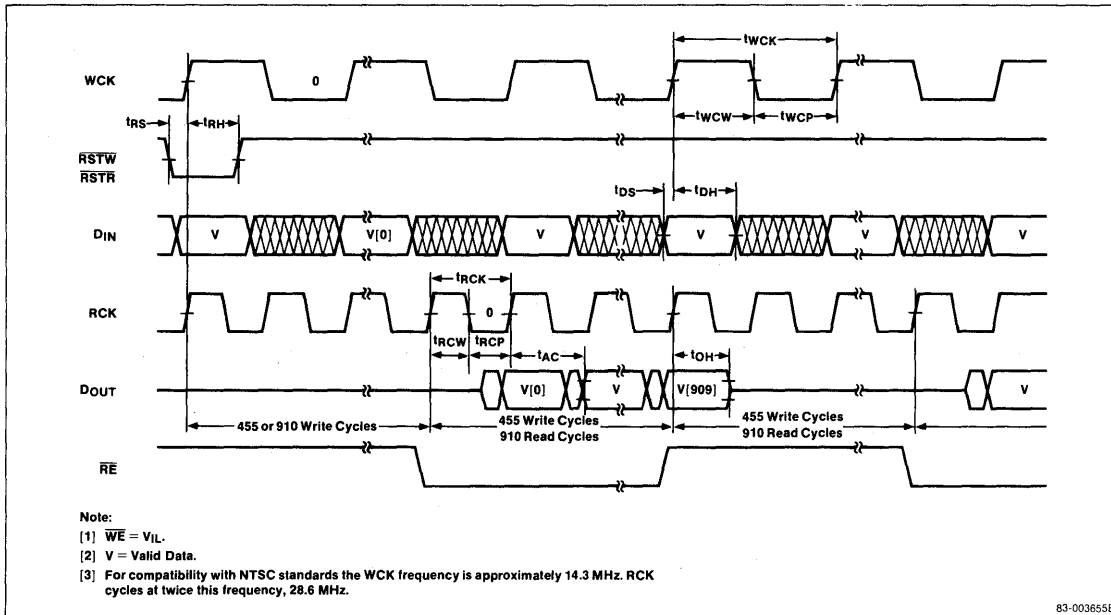 tWCK
WCK
0
tRS
tRH
tWCW
tWCP
RSTW
RSTR
tDS
tDH
DIN
V
V[0]
V
V
V
V
tRCK
RCK
0
tRCW
tRCP
tAC
tOH
DOUT
V[0]
V
V[909]
V
455 or 910 Write Cycles
455 Write Cycles
910 Read Cycles
455 Write Cycles
910 Read Cycles
RE
Note:
[1] WE = VIL.
[2] V = Valid Data.
[3] For compatibility with NTSC standards the WCK frequency is approximately 14.3 MHz. RCK
cycles at twice this frequency, 28.6 MHz.
83-003655B